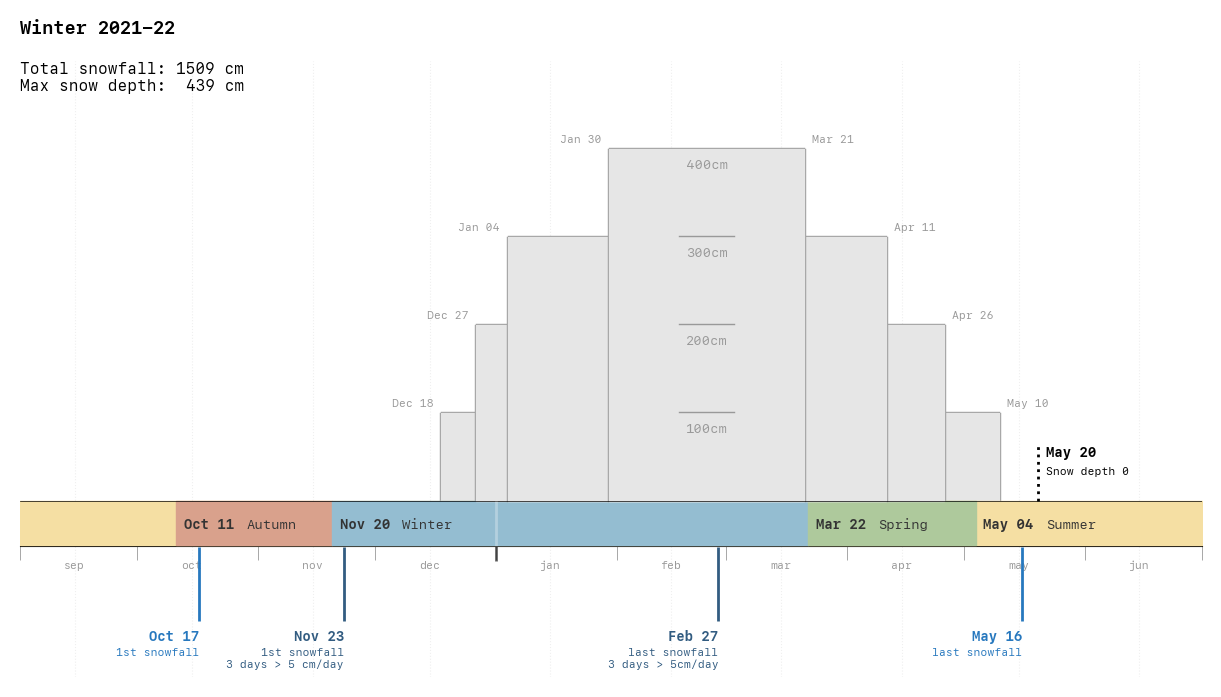 Winter 2021–22
Total snowfall: 1509 cm
Max snow depth: 439 cm
Jan 30
Mar 21
400cm
Jan 04
Apr 11
300cm
Dec 27
Apr 26
200cm
Dec 18
May 10
100cm
May 20
Snow depth 0
Oct 11 Autumn
Nov 20 Winter
Mar 22 Spring
May 04 Summer
sep
oct
nov
dec
jan
feb
mar
apr
may
jun
Oct 17
1st snowfall
Nov 23
1st snowfall
3 days > 5 cm/day
Feb 27
last snowfall
3 days > 5cm/day
May 16
last snowfall